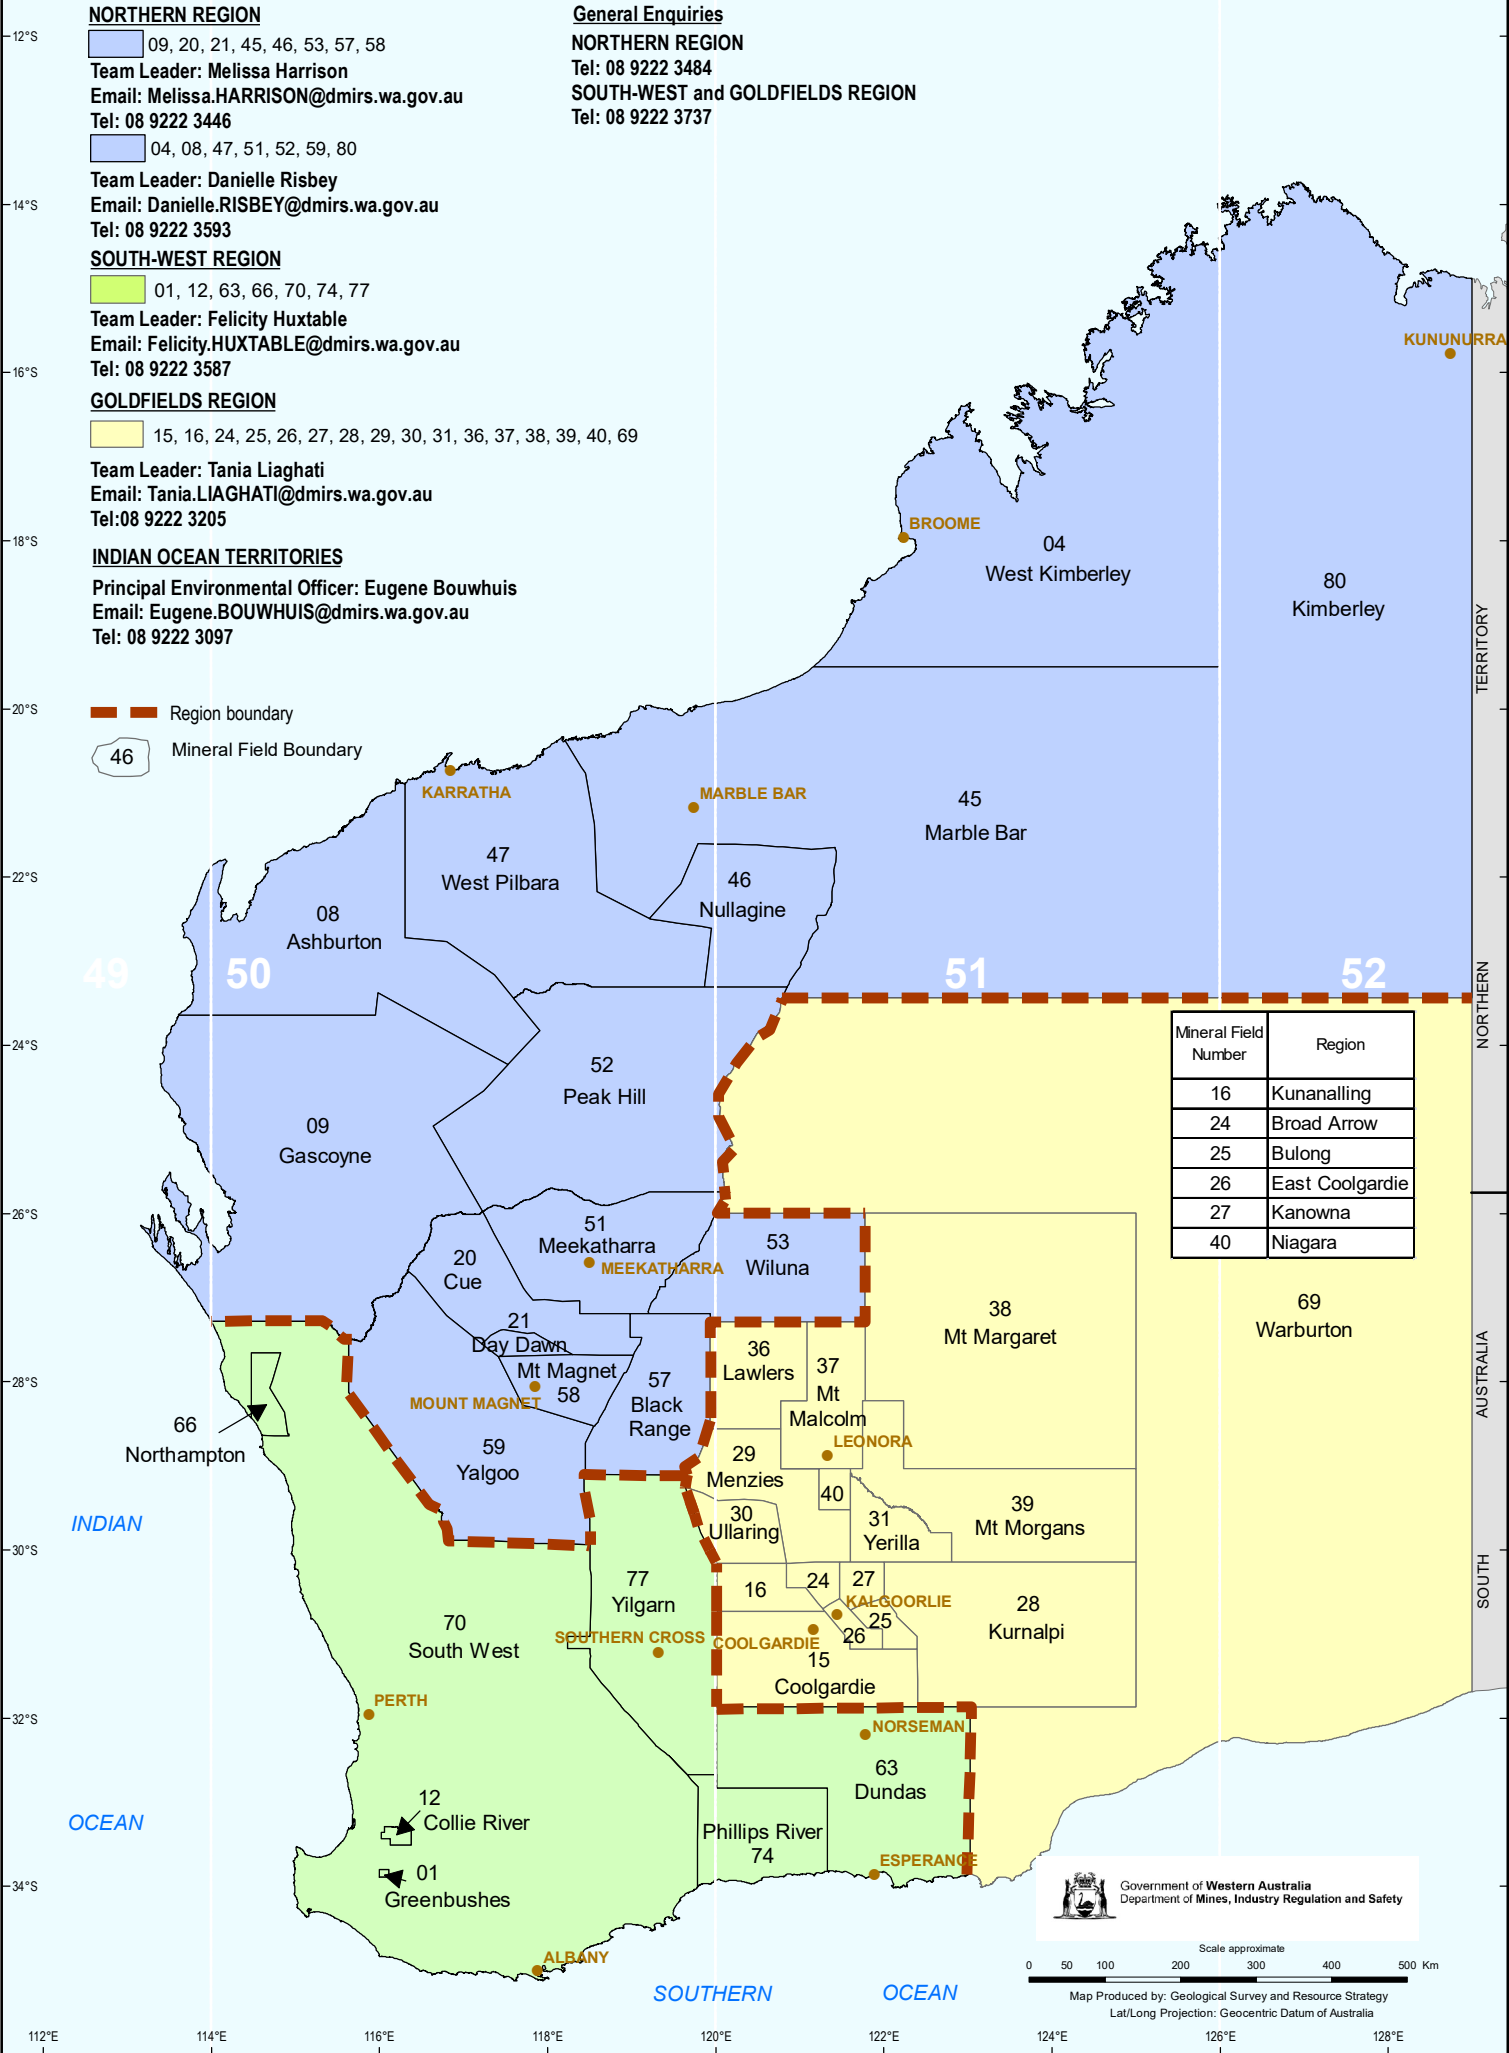 NORTHERN REGION
09, 20, 21, 45, 46, 53, 57, 58
Team Leader: Melissa Harrison
Email: Melissa.HARRISON@dmirs.wa.gov.au
Tel: 08 9222 3446
04, 08, 47, 51, 52, 59, 80
Team Leader: Danielle Risbey
Email: Danielle.RISBEY@dmirs.wa.gov.au
Tel: 08 9222 3593
SOUTH-WEST REGION
01, 12, 63, 66, 70, 74, 77
Team Leader: Felicity Huxtable
Email: Felicity.HUXTABLE@dmirs.wa.gov.au
Tel: 08 9222 3587
GOLDFIELDS REGION
15, 16, 24, 25, 26, 27, 28, 29, 30, 31, 36, 37, 38, 39, 40, 69
Team Leader: Tania Liaghati
Email: Tania.LIAGHATI@dmirs.wa.gov.au
Tel:08 9222 3205
INDIAN OCEAN TERRITORIES
Principal Environmental Officer: Eugene Bouwhuis
Email: Eugene.BOUWHUIS@dmirs.wa.gov.au
Tel: 08 9222 3097
Region boundary
46
Mineral Field Boundary
General Enquiries
NORTHERN REGION
Tel: 08 9222 3484
SOUTH-WEST and GOLDFIELDS REGION
Tel: 08 9222 3737
12°S
14°S
16°S
18°S
20°S
22°S
24°S
26°S
28°S
30°S
32°S
34°S
KUNUNURRA
BROOME
04
West Kimberley
80
Kimberley
TERRITORY
NORTHERN
KARRATHA
MARBLE BAR
45
Marble Bar
47
West Pilbara
46
Nullagine
08
Ashburton
49
50
51
52
52
Peak Hill
09
Gascoyne
Mineral Field
Number
Region
16 Kunanalling
24 Broad Arrow
25 Bulong
26 East Coolgardie
27 Kanowna
40 Niagara
51
Meekatharra
MEEKATHARRA
53
Wiluna
20
Cue
21
Day Dawn
Mt Magnet
58
MOUNT MAGNET
57
Black
Range
59
Yalgoo
36
Lawlers
37
Mt
Malcolm
LEONORA
38
Mt Margaret
69
Warburton
AUSTRALIA
SOUTH
66
Northampton
29
Menzies
40
30
Ullaring
31
Yerilla
39
Mt Morgans
INDIAN
OCEAN
77
Yilgarn
SOUTHERN CROSS
70
South West
PERTH
16
24
27
KALGOORLIE
25
26
COOLGARDIE
15
Coolgardie
28
Kurnalpi
NORSEMAN
63
Dundas
12
Collie River
01
Greenbushes
Phillips River
74
ESPERANCE
ALBANY
SOUTHERN
OCEAN
Government of Western Australia
Department of Mines, Industry Regulation and Safety
Scale approximate
0 50 100 200 300 400 500 Km
Map Produced by: Geological Survey and Resource Strategy
Lat/Long Projection: Geocentric Datum of Australia
112°E 114°E 116°E 118°E 120°E 122°E 124°E 126°E 128°E